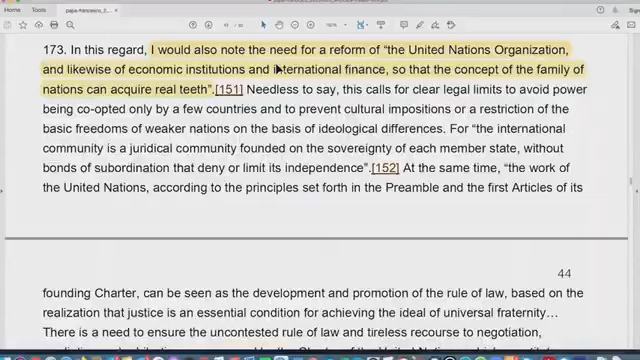 Home
Tools
173. In this regard, I would also note the need for a reform of “the United Nations Organization,
and likewise of economic institutions and international finance, so that the concept of the family of
nations can acquire real teeth”.[151] Needless to say, this calls for clear legal limits to avoid power
being co-opted only by a few countries and to prevent cultural impositions or a restriction of the
basic freedoms of weaker nations on the basis of ideological differences. For “the international
community is a juridical community founded on the sovereignty of each member state, without
bonds of subordination that deny or limit its independence”.[152] At the same time, “the work of
the United Nations, according to the principles set forth in the Preamble and the first Articles of its
44
founding Charter, can be seen as the development and promotion of the rule of law, based on the
realization that justice is an essential condition for achieving the ideal of universal fraternity…
There is a need to ensure the uncontested rule of law and tireless recourse to negotiation,